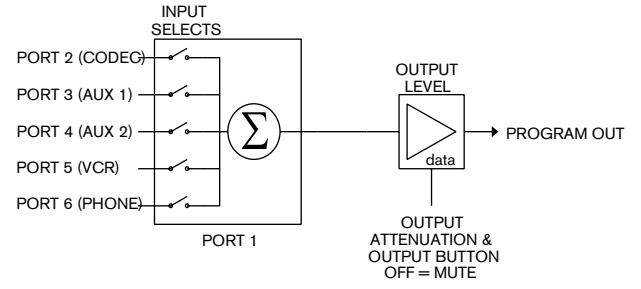 INPUT
SELECTS
PORT 2 (CODEC)
PORT 3 (AUX 1)
PORT 4 (AUX 2)
PORT 5 (VCR)
PORT 6 (PHONE)
Σ
PORT 1
OUTPUT
LEVEL
data
PROGRAM OUT
OUTPUT
ATTENUATION &
OUTPUT BUTTON
OFF = MUTE